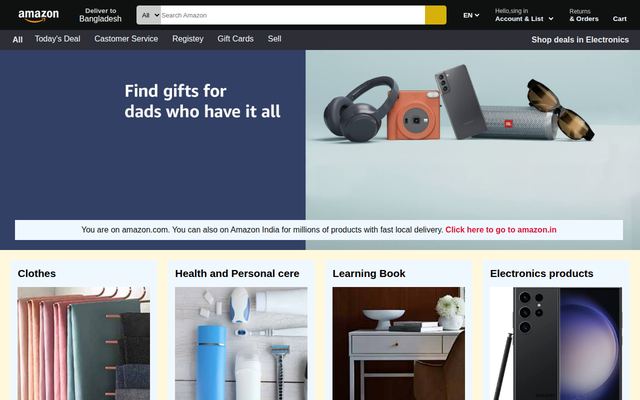 amazon
Deliver to
Bangladesh
All
Search Amazon
EN
Hello,sing in
Account & List
Returns
& Orders
Cart
All
Today's Deal
Castomer Service
Registey
Gift Cards
Sell
Shop deals in Electronics
Find gifts for
dads who have it all
JBL
You are on amazon.com. You can also on Amazon India for millions of products with fast local delivery. Click here to go to amazon.in
Clothes
Health and Personal cere
Learning Book
Electronics products